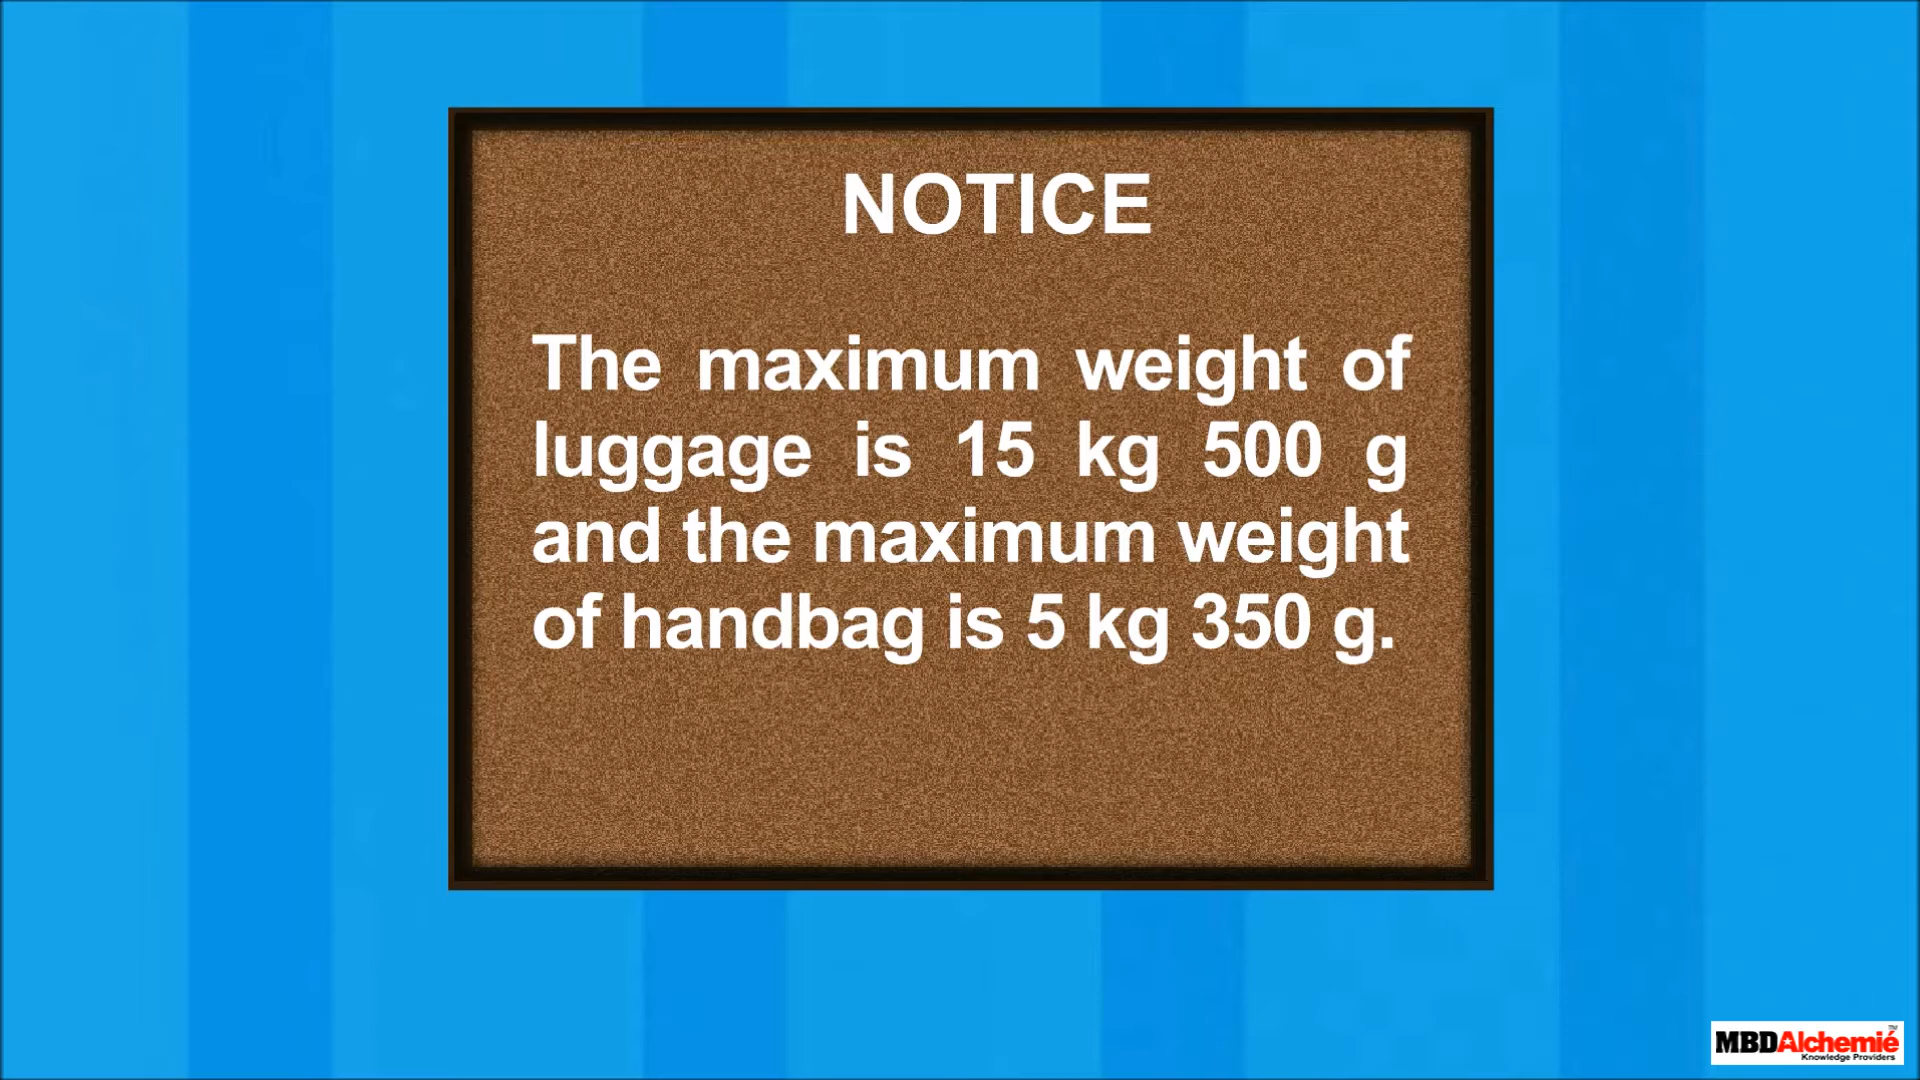 NOTICE
The maximum weight of
luggage is 15 kg 500 g
and the maximum weight
of handbag is 5 kg 350 g.
MBDAlchemié™
Knowledge Providers